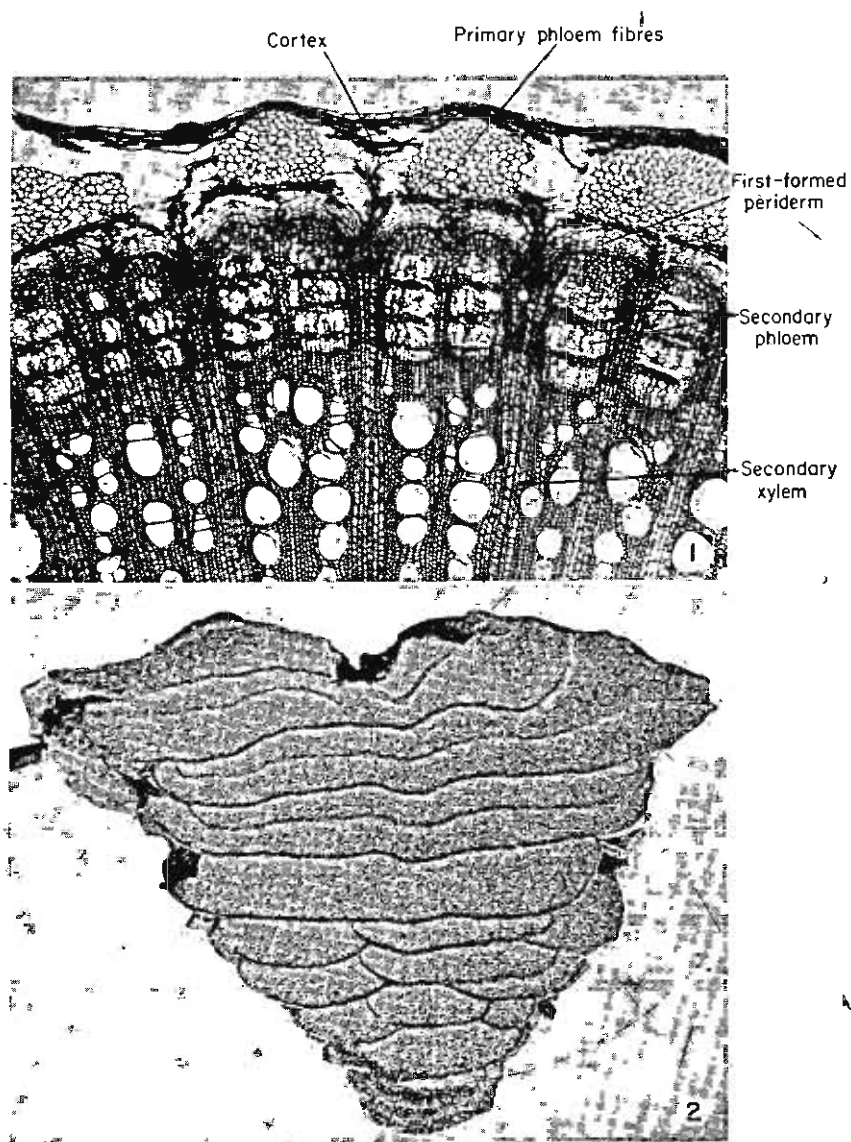 Cortex
Primary phloem fibres
First-formed
periderm
Secondary
phloem
Secondary
xylem
1
2